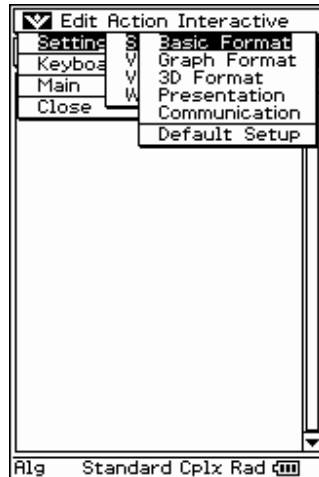 Edit Action Interactive
Setting S Basic Format
V Graph Format
Keyboa V 3D Format
Main W Presentation
Close Communication
Default Setup
Alg Standard Cplx Rad